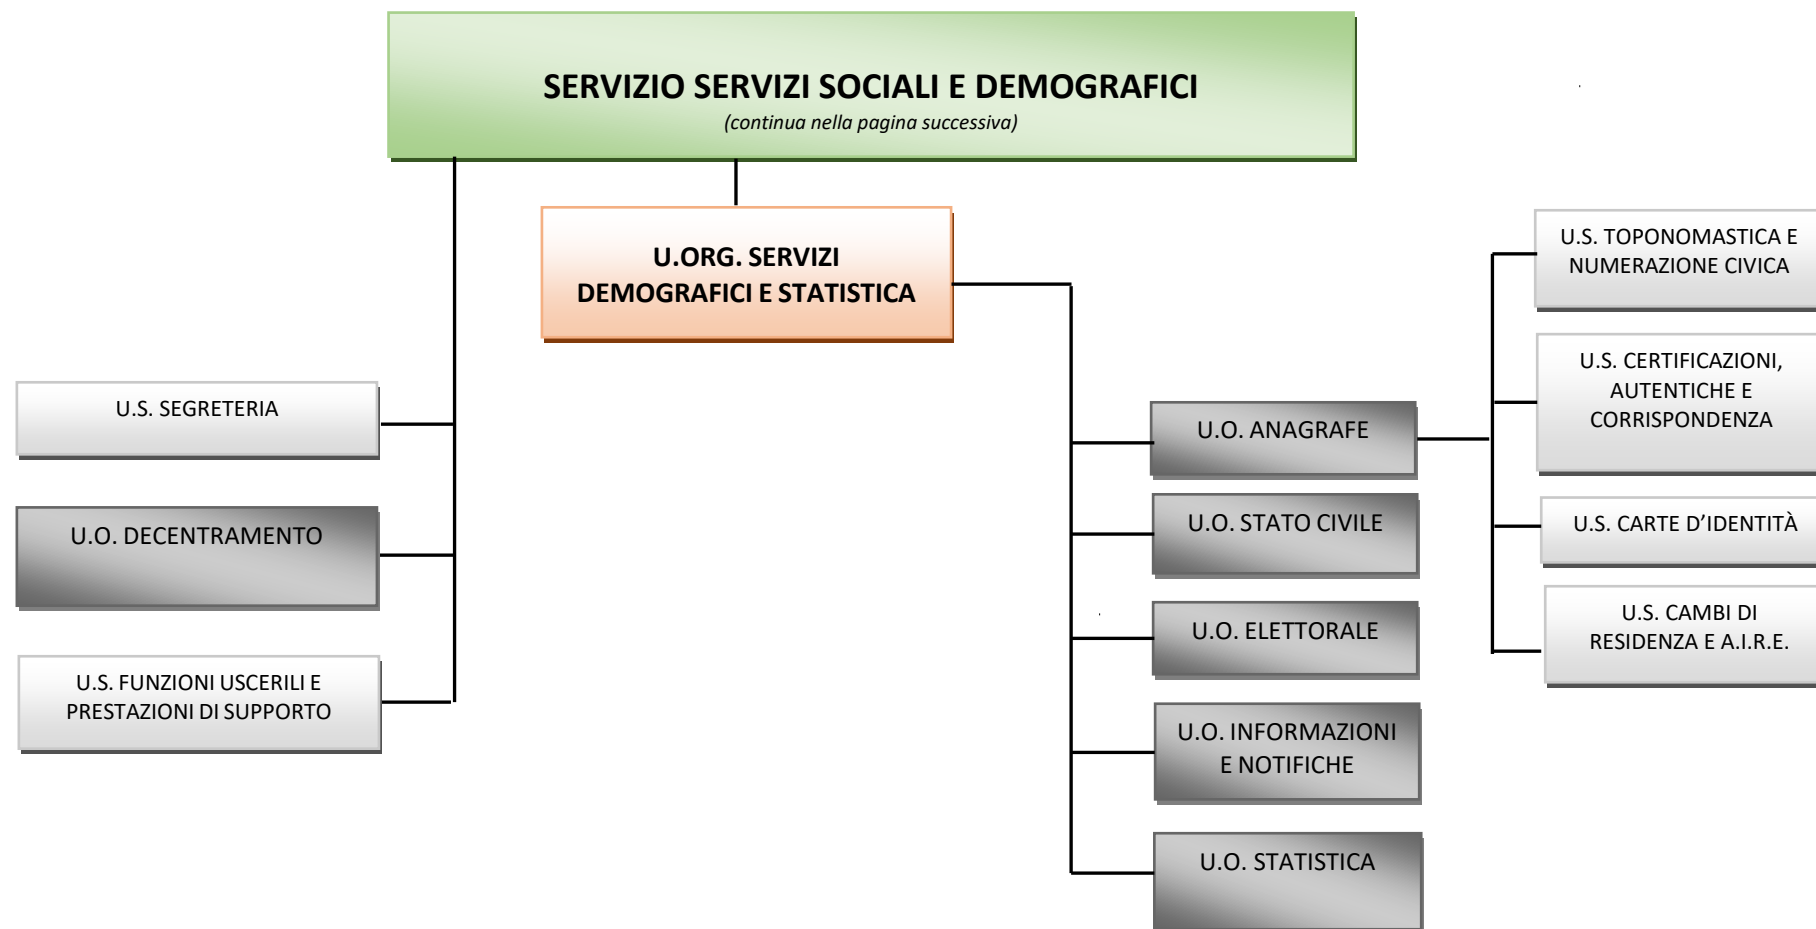 SERVIZIO SERVIZI SOCIALI E DEMOGRAFICI
(continua nella pagina successiva)
U.ORG. SERVIZI
DEMOGRAFICI E STATISTICA
U.S. SEGRETERIA
U.O. DECENTRAMENTO
U.S. FUNZIONI USCERILI E
PRESTAZIONI DI SUPPORTO
U.O. ANAGRAFE
U.O. STATO CIVILE
U.O. ELETTORALE
U.O. INFORMAZIONI
E NOTIFICHE
U.O. STATISTICA
U.S. TOPONOMASTICA E
NUMERAZIONE CIVICA
U.S. CERTIFICAZIONI,
AUTENTICHE E
CORRISPONDENZA
U.S. CARTE D’IDENTITÀ
U.S. CAMBI DI
RESIDENZA E A.I.R.E.